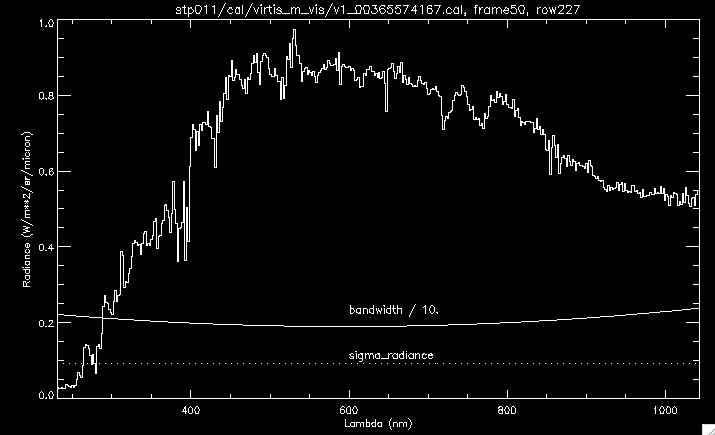 stp011/cal/virtis_m_vis/v1_00365574167.cal, frame50, row227
1.0
0.8
0.6
0.4
0.2
0.0
Radiance (W/m**2/sr/micron)
bandwidth / 10.
sigma_radiance
400 600 800 1000
Lambda (nm)